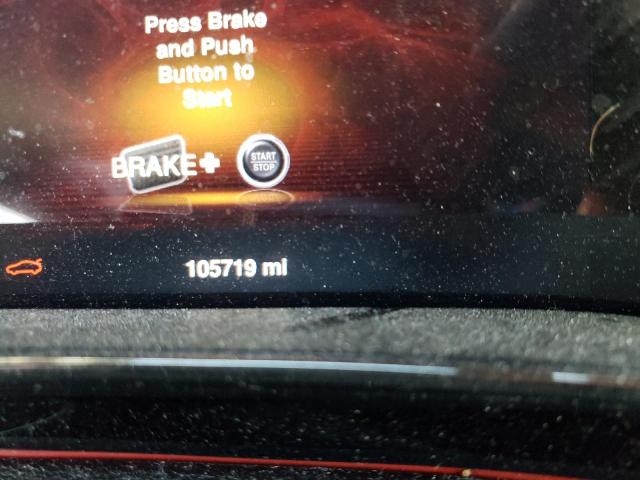 Press Brake
and Push
Button to
Start
BRAKE+
START
STOP
105719 mi